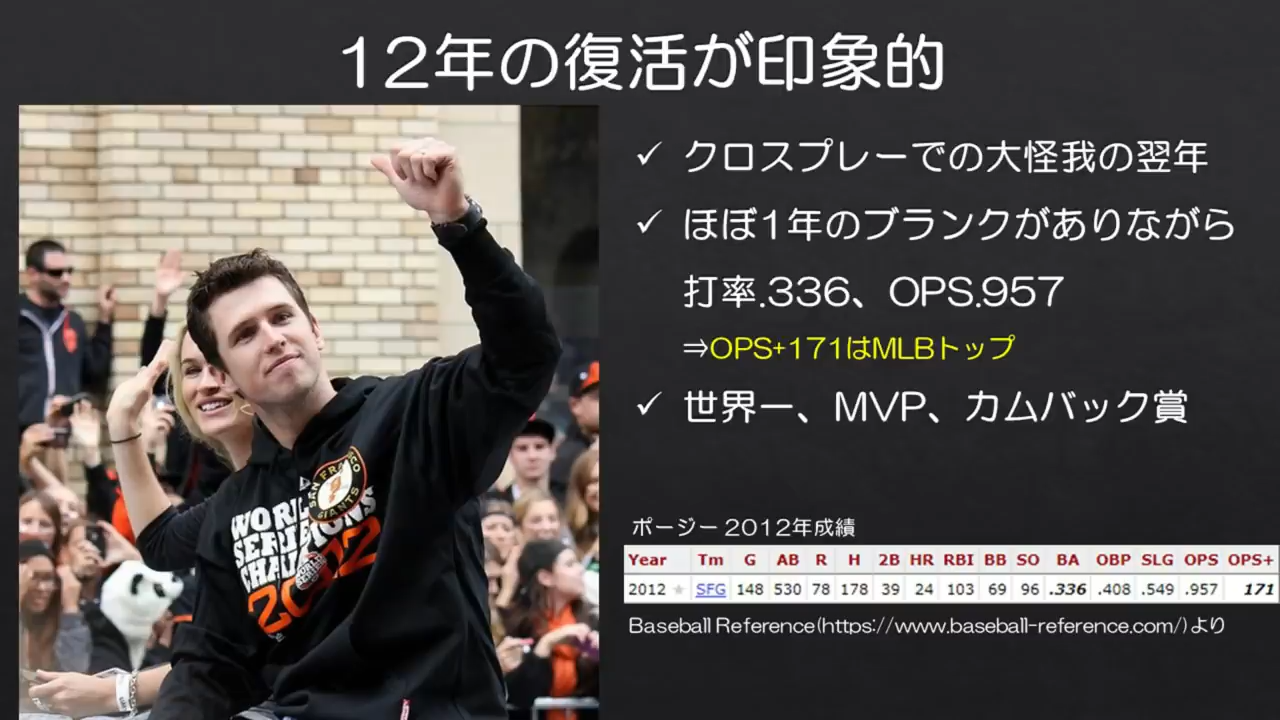 12年の復活が印象的
✓ クロスプレーでの大怪我の翌年
✓ ほぼ1年のブランクがありながら
打率.336、OPS.957
⇒OPS+171はMLBトップ
✓ 世界一、MVP、カムバック賞
SAN FRANCISCO
GIANTS
WORLD
SERIES
CHAMPIONS
2012
ポージー 2012年成績
Year Tm G AB R H 2B HR RBI BB SO BA OBP SLG OPS OPS+
2012 ★ SFG 148 530 78 178 39 24 103 69 96 .336 .408 .549 .957 171
Baseball Reference(https://www.baseball-reference.com/)より